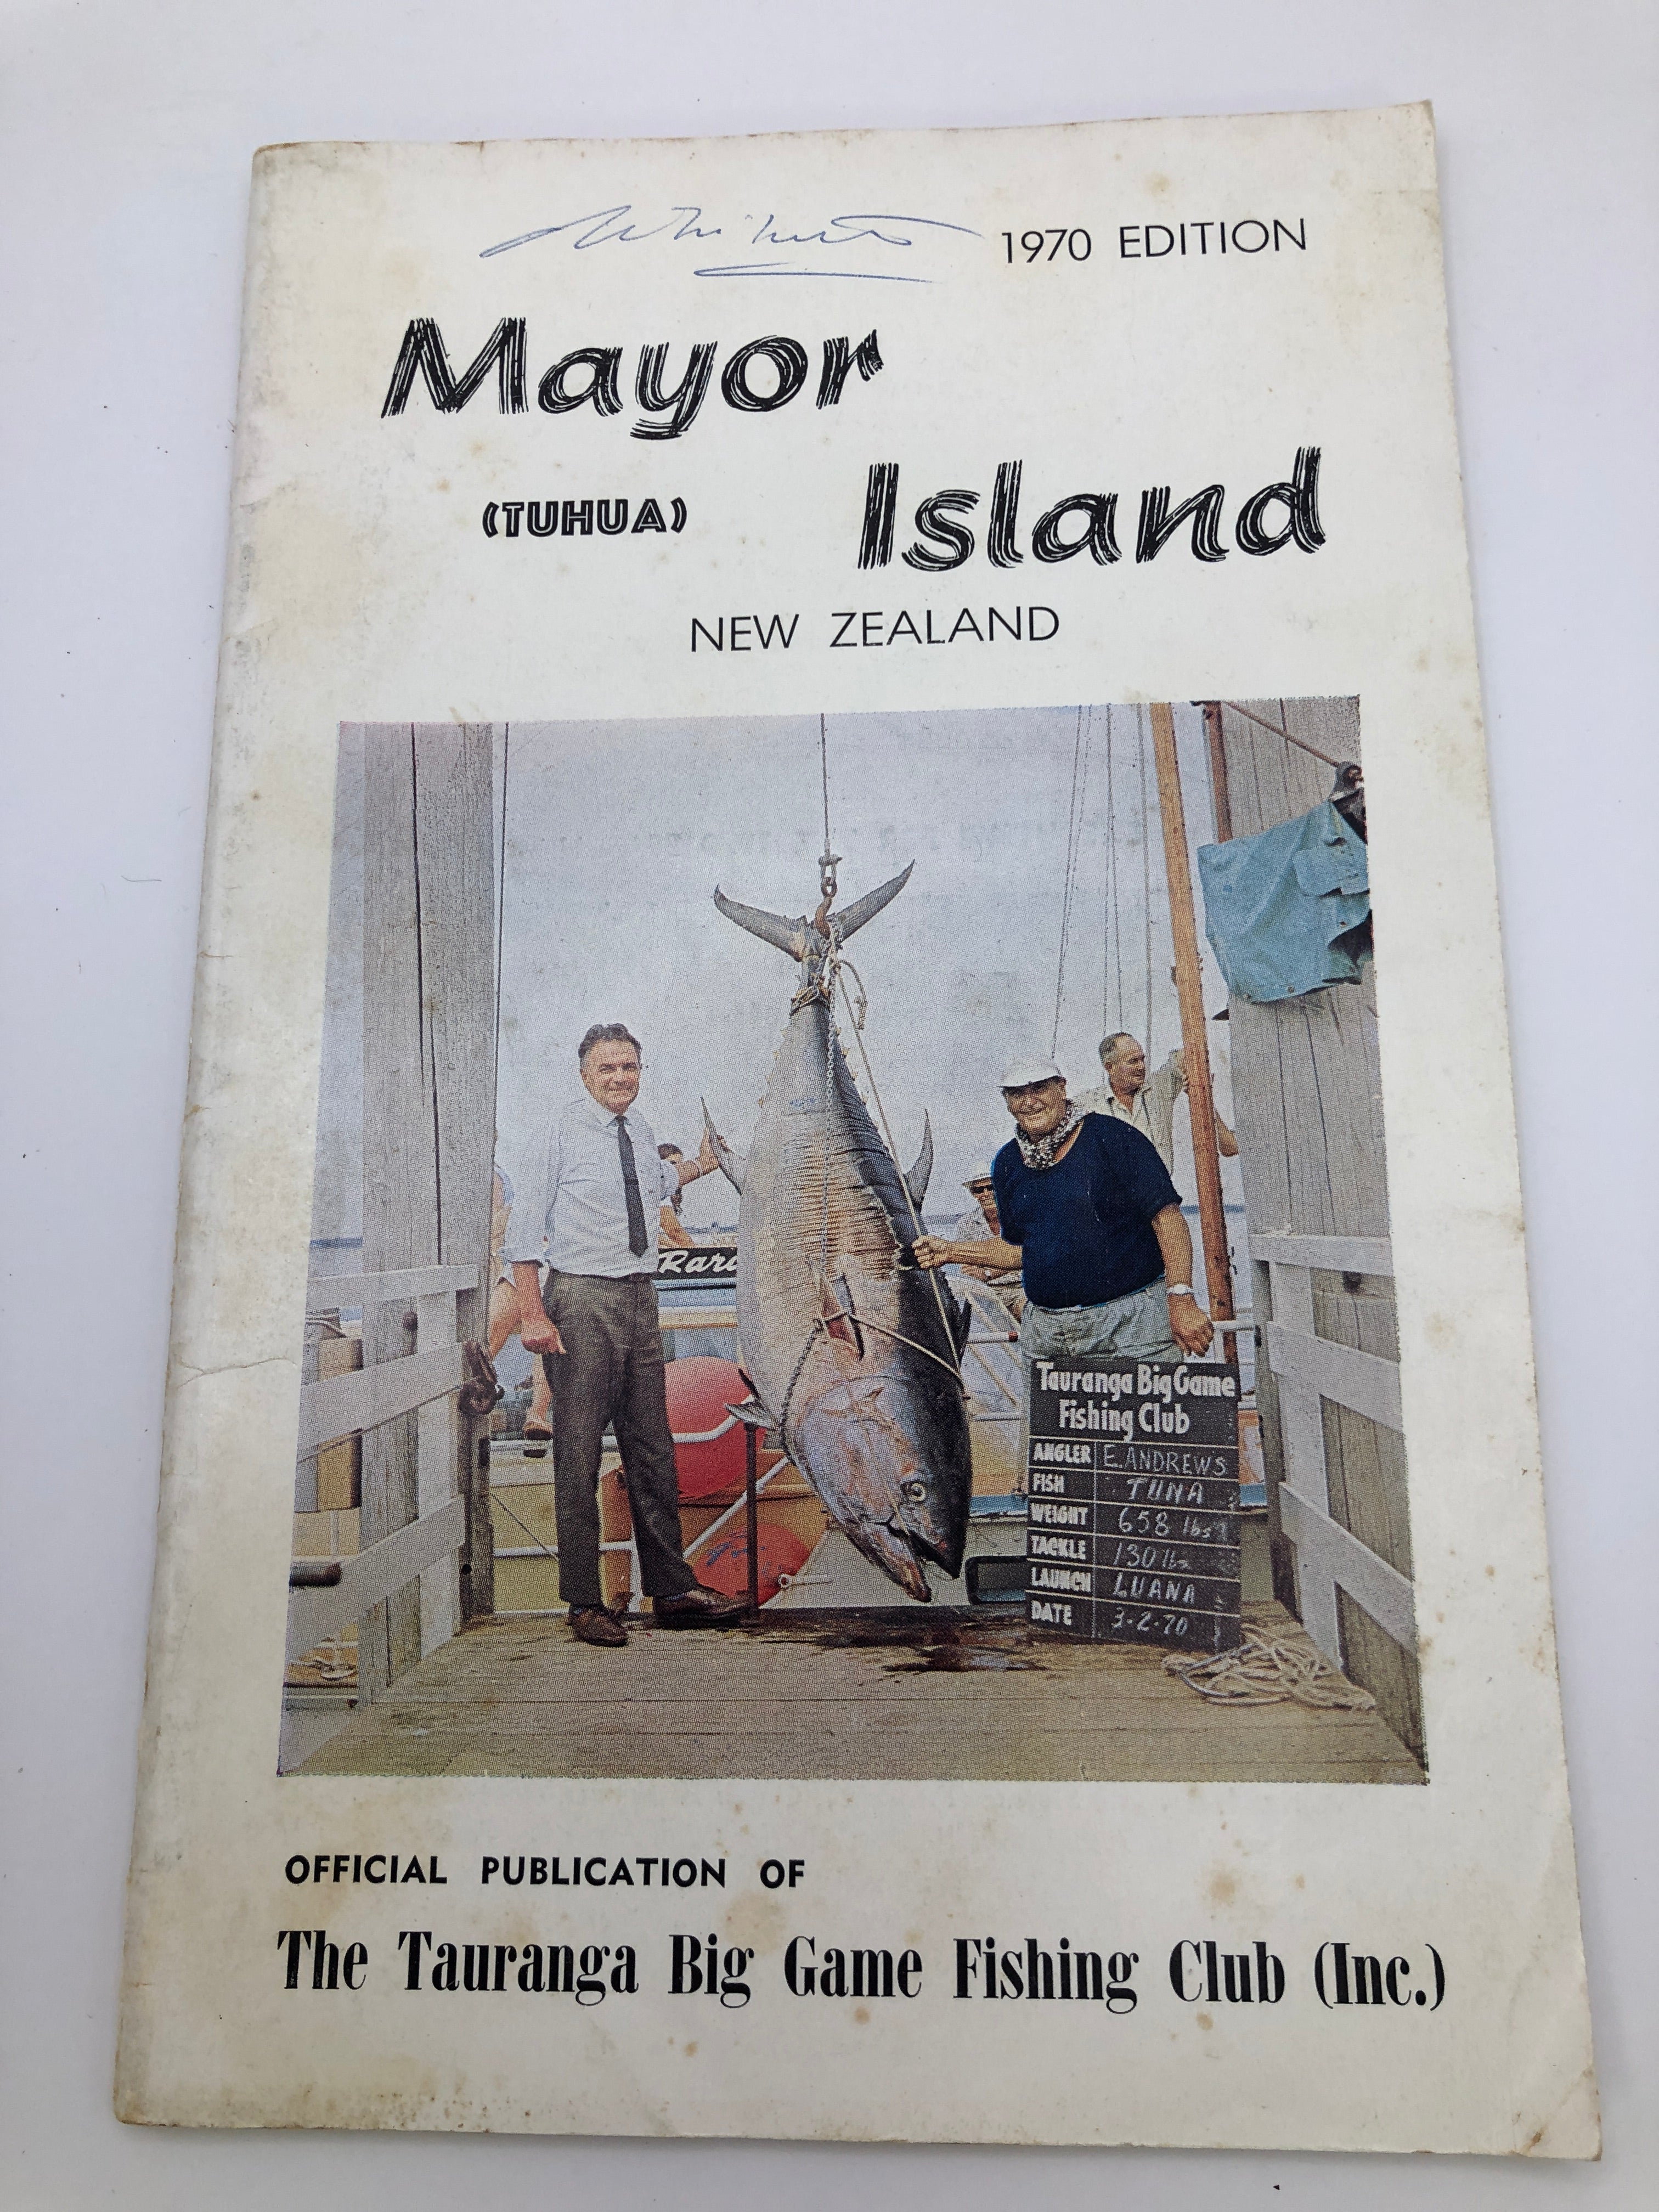 1970 EDITION
Mayor
(TUHUA)
Island
NEW ZEALAND
Tauranga Big Game
Fishing Club
ANGLER E. ANDREWS
FISH TUNA
WEIGHT 658 lbs
TACKLE 130 lb
LAUNCH LUANA
DATE 3-2-70
OFFICIAL PUBLICATION OF
The Tauranga Big Game Fishing Club (Inc.)